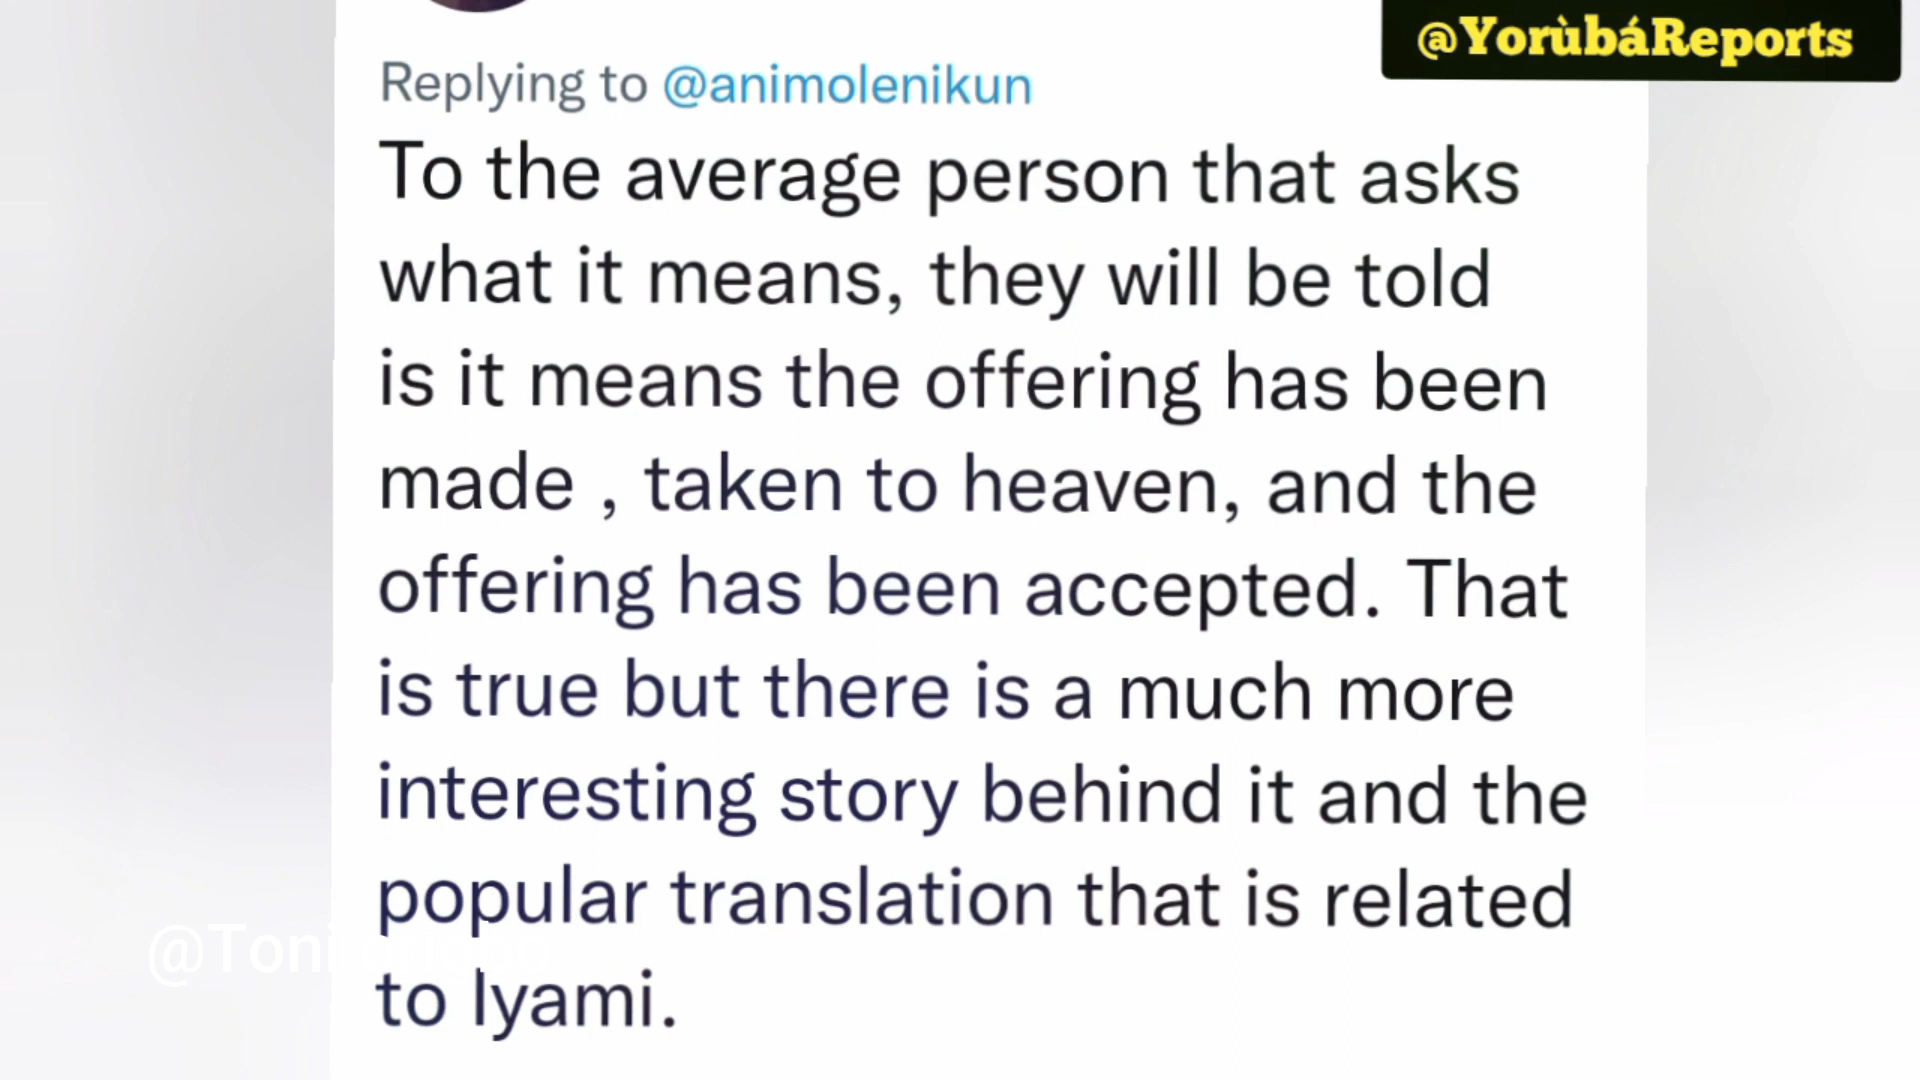 @YorùbáReports
Replying to @animolenikun
To the average person that asks
what it means, they will be told
is it means the offering has been
made , taken to heaven, and the
offering has been accepted. That
is true but there is a much more
interesting story behind it and the
popular translation that is related
to Iyami.